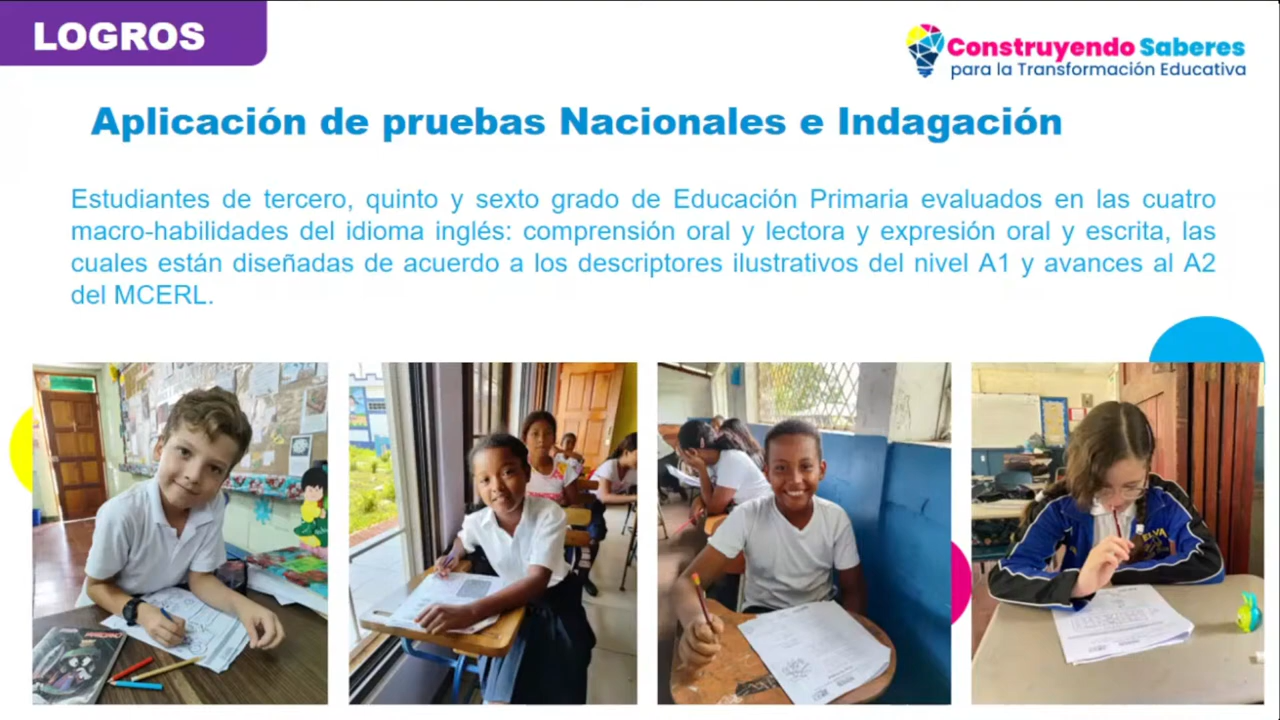 LOGROS
Construyendo Saberes
para la Transformación Educativa
Aplicación de pruebas Nacionales e Indagación
Estudiantes de tercero, quinto y sexto grado de Educación Primaria evaluados en las cuatro
macro-habilidades del idioma inglés: comprensión oral y lectora y expresión oral y escrita, las
cuales están diseñadas de acuerdo a los descriptores ilustrativos del nivel A1 y avances al A2
del MCERL.